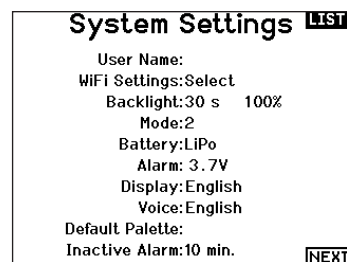 System Settings LIST
User Name:
WiFi Settings:Select
Backlight:30 s 100%
Mode:2
Battery:LiPo
Alarm: 3.7V
Display:English
Voice:English
Default Palette:
Inactive Alarm:10 min.
NEXT